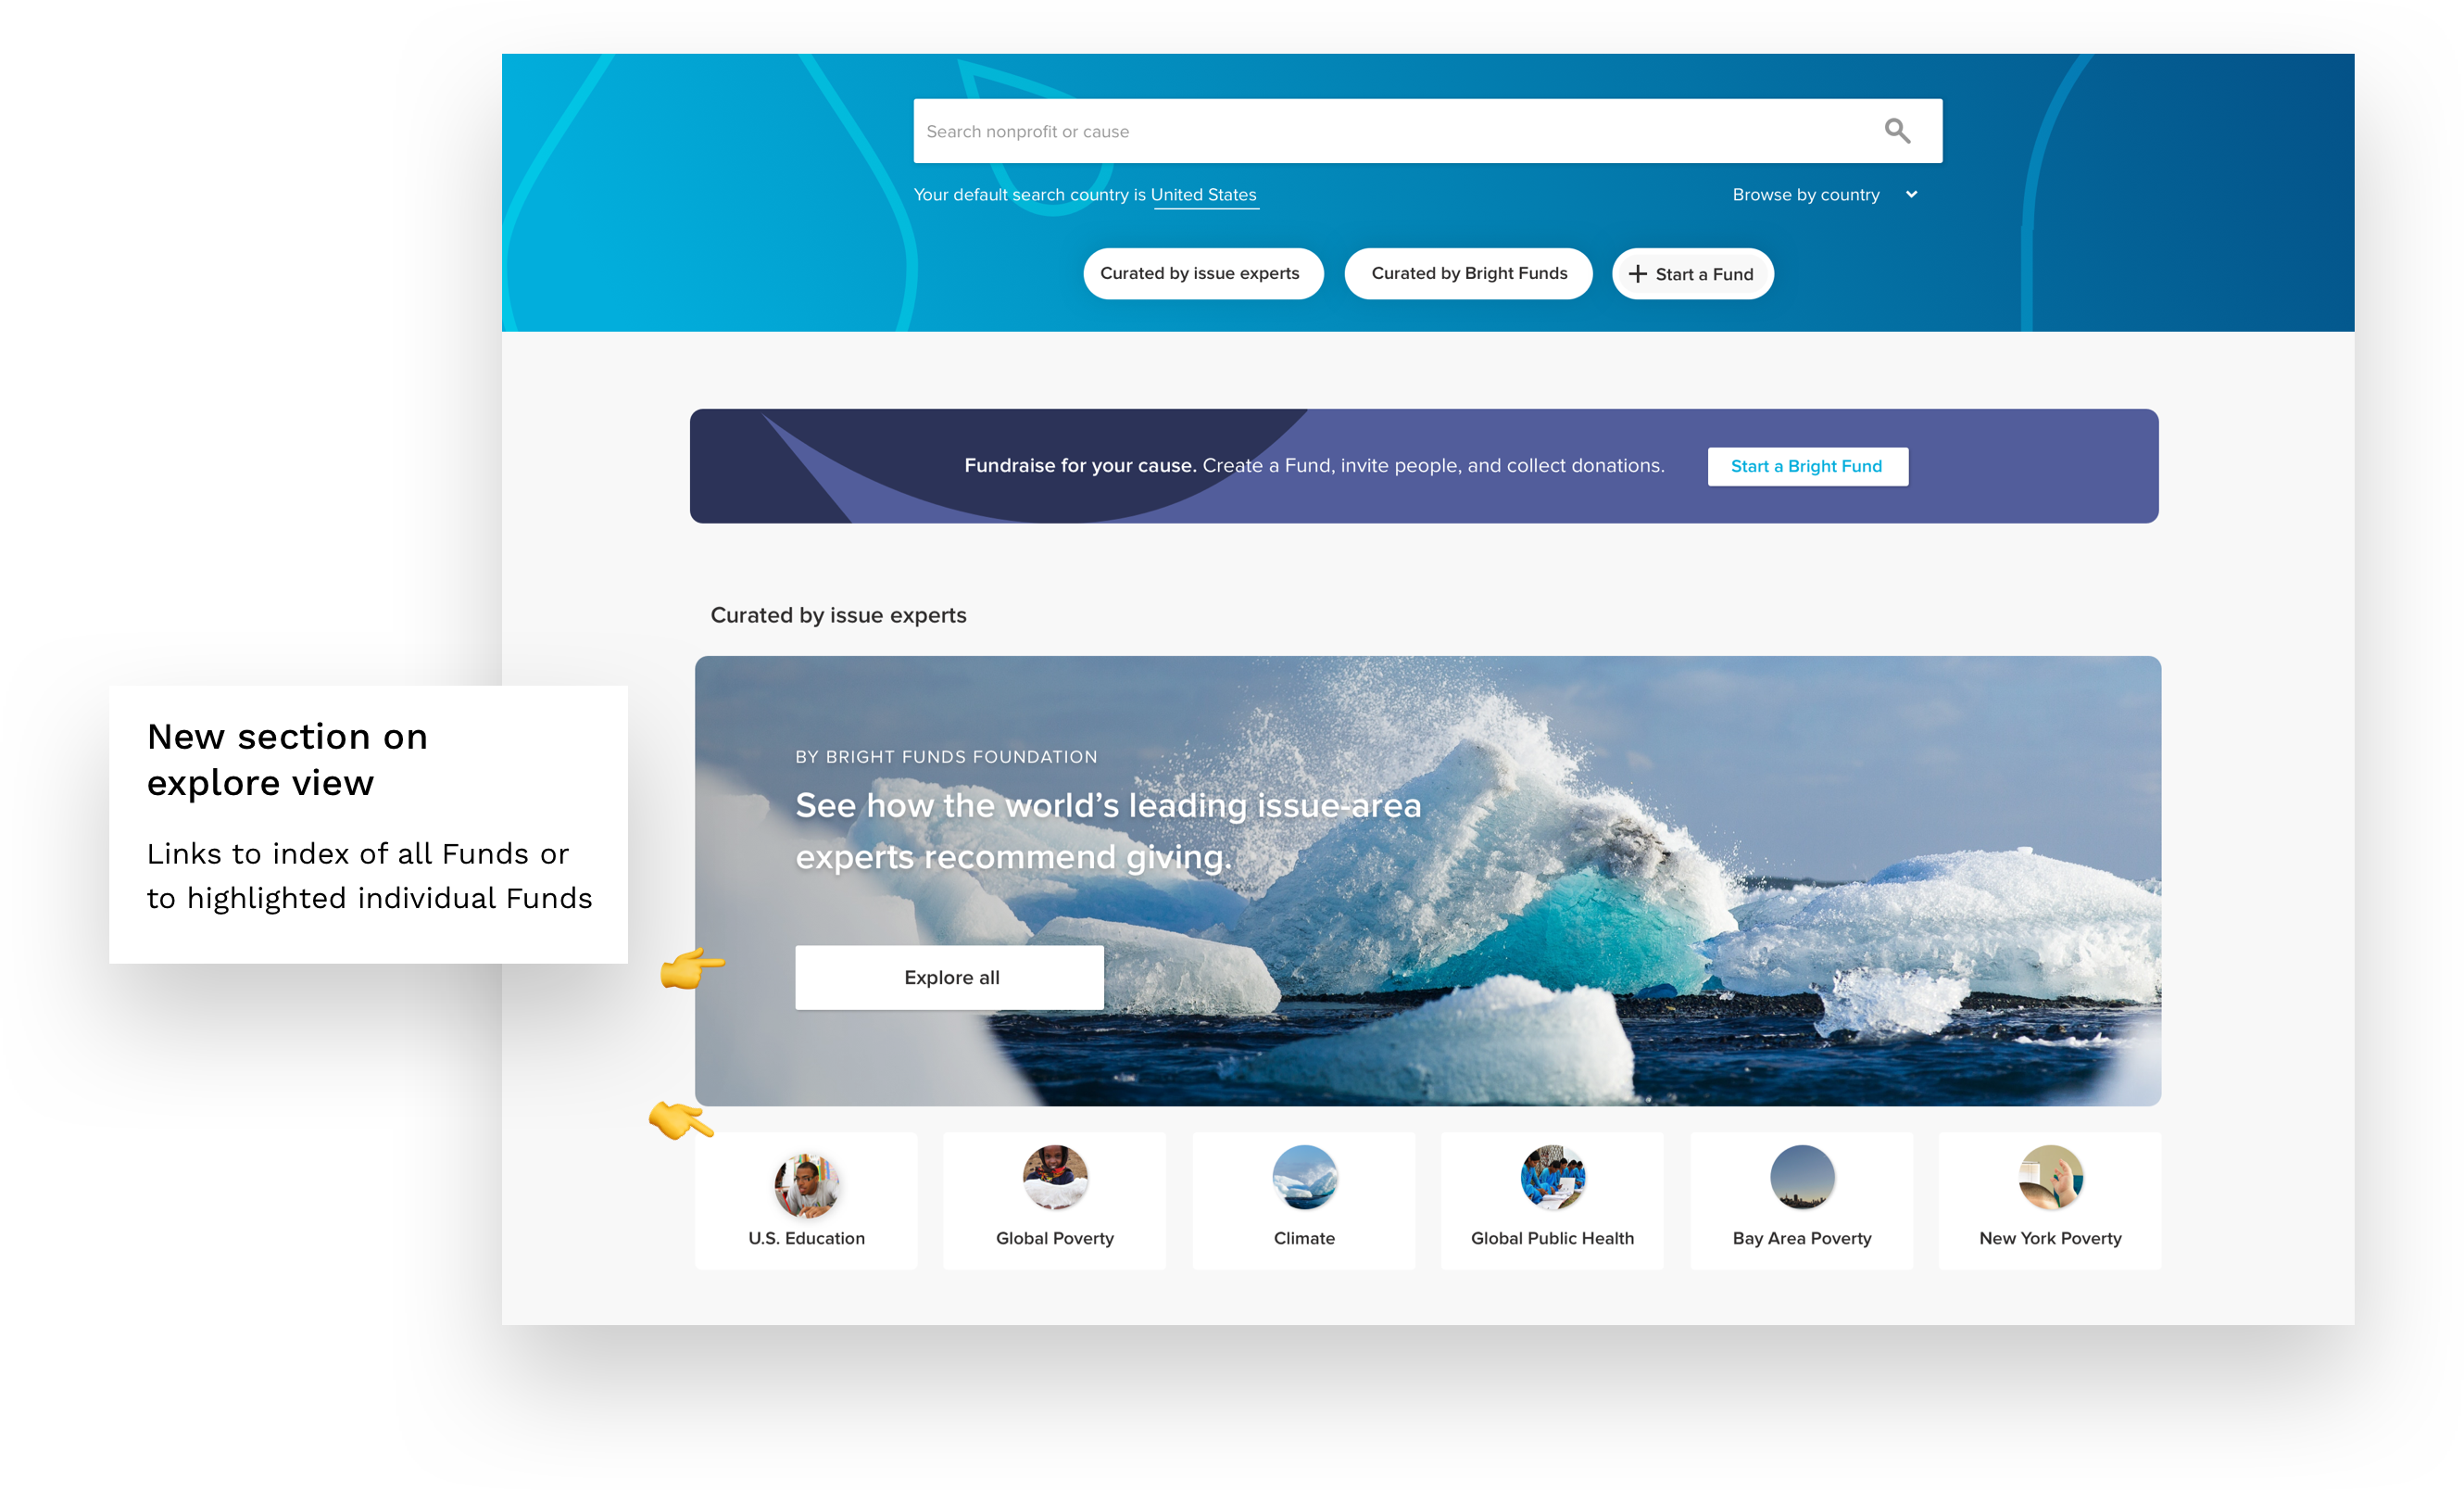 Search nonprofit or cause
Your default search country is United States
Browse by country
Curated by issue experts
Curated by Bright Funds
+ Start a Fund
Fundraise for your cause. Create a Fund, invite people, and collect donations.
Start a Bright Fund
Curated by issue experts
New section on
explore view
Links to index of all Funds or
to highlighted individual Funds
BY BRIGHT FUNDS FOUNDATION
See how the world’s leading issue-area
experts recommend giving.
Explore all
U.S. Education
Global Poverty
Climate
Global Public Health
Bay Area Poverty
New York Poverty